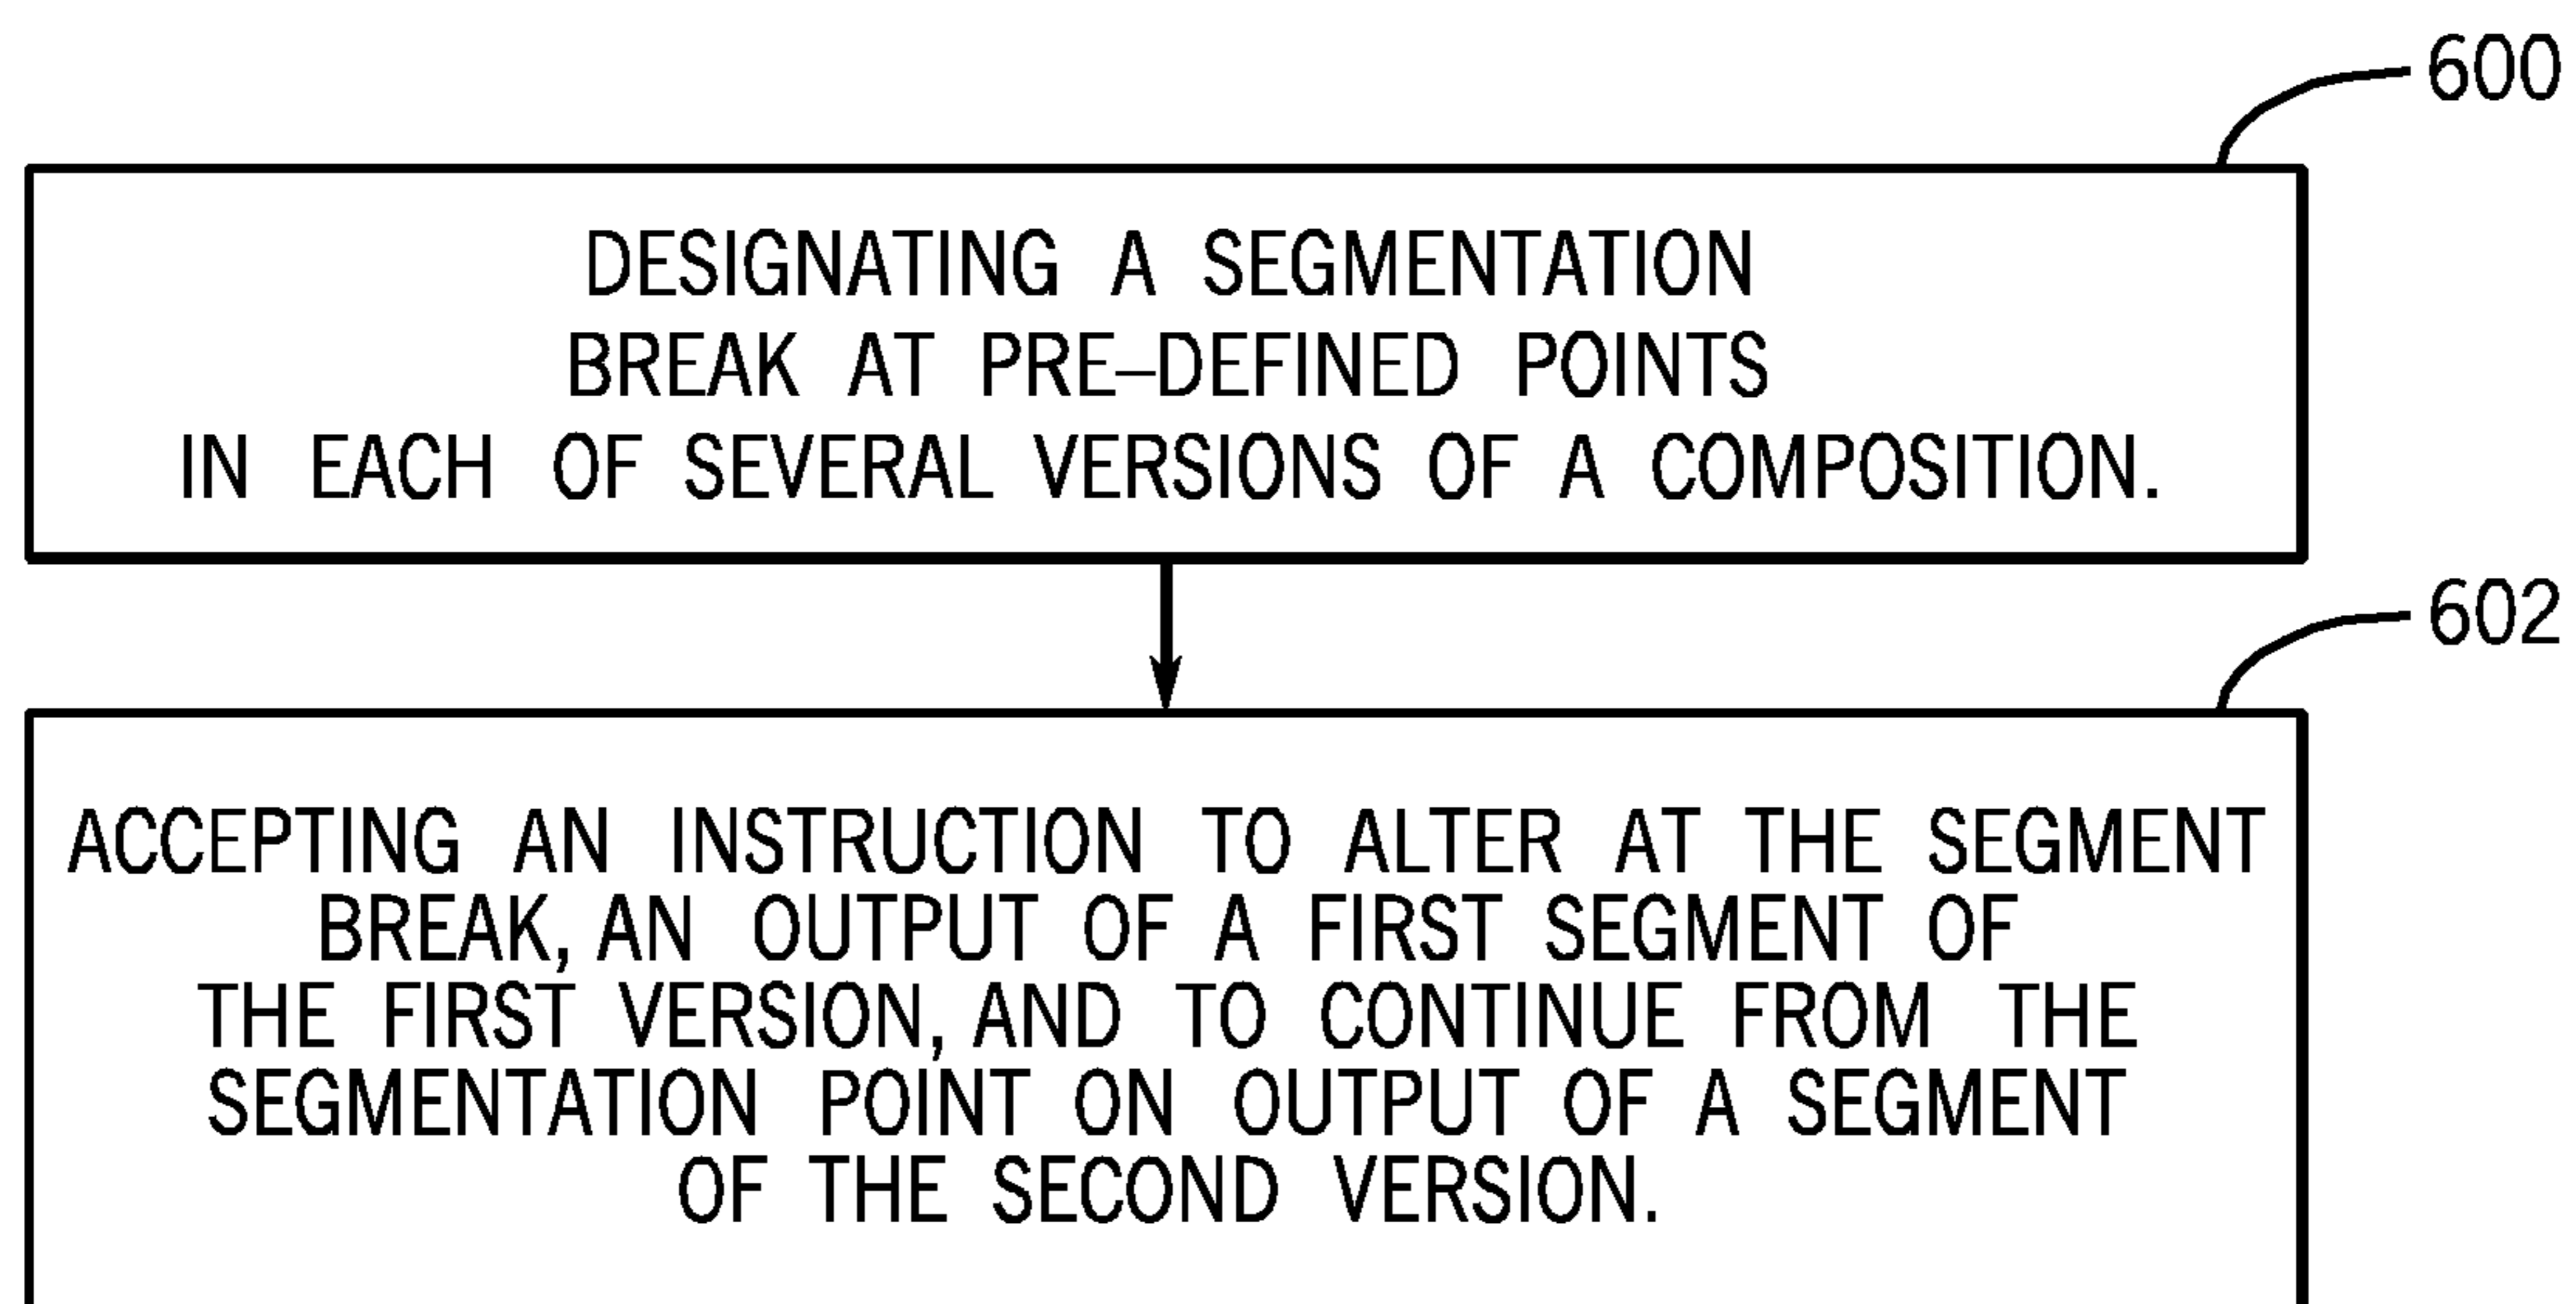 600
DESIGNATING A SEGMENTATION
BREAK AT PRE–DEFINED POINTS
IN EACH OF SEVERAL VERSIONS OF A COMPOSITION.
602
ACCEPTING AN INSTRUCTION TO ALTER AT THE SEGMENT
BREAK, AN OUTPUT OF A FIRST SEGMENT OF
THE FIRST VERSION, AND TO CONTINUE FROM THE
SEGMENTATION POINT ON OUTPUT OF A SEGMENT
OF THE SECOND VERSION.